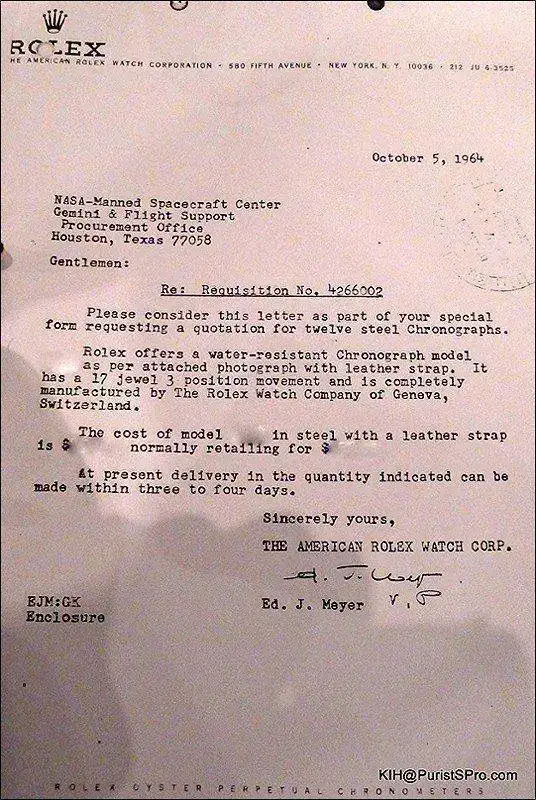 ROLEX
HE AMERICAN ROLEX WATCH CORPORATION • 580 FIFTH AVENUE • NEW YORK, N. Y. 10036 • 212 JU 6-3525
October 5, 1964
NASA-Manned Spacecraft Center
Gemini & Flight Support
Procurement Office
Houston, Texas 77058
Gentlemen:
Re: Requisition No. 4266002
Please consider this letter as part of your special
form requesting a quotation for twelve steel Chronographs.
Rolex offers a water-resistant Chronograph model
as per attached photograph with leather strap. It
has a 17 jewel 3 position movement and is completely
manufactured by The Rolex Watch Company of Geneva,
Switzerland.
The cost of model in steel with a leather strap
is $ normally retailing for $
At present delivery in the quantity indicated can be
made within three to four days.
Sincerely yours,
THE AMERICAN ROLEX WATCH CORP.
Ed. J. Meyer V.P
EJM:GK
Enclosure
KIH@PuristSPro.com
ROLEX OYSTER PERPETUAL CHRONOMETERS